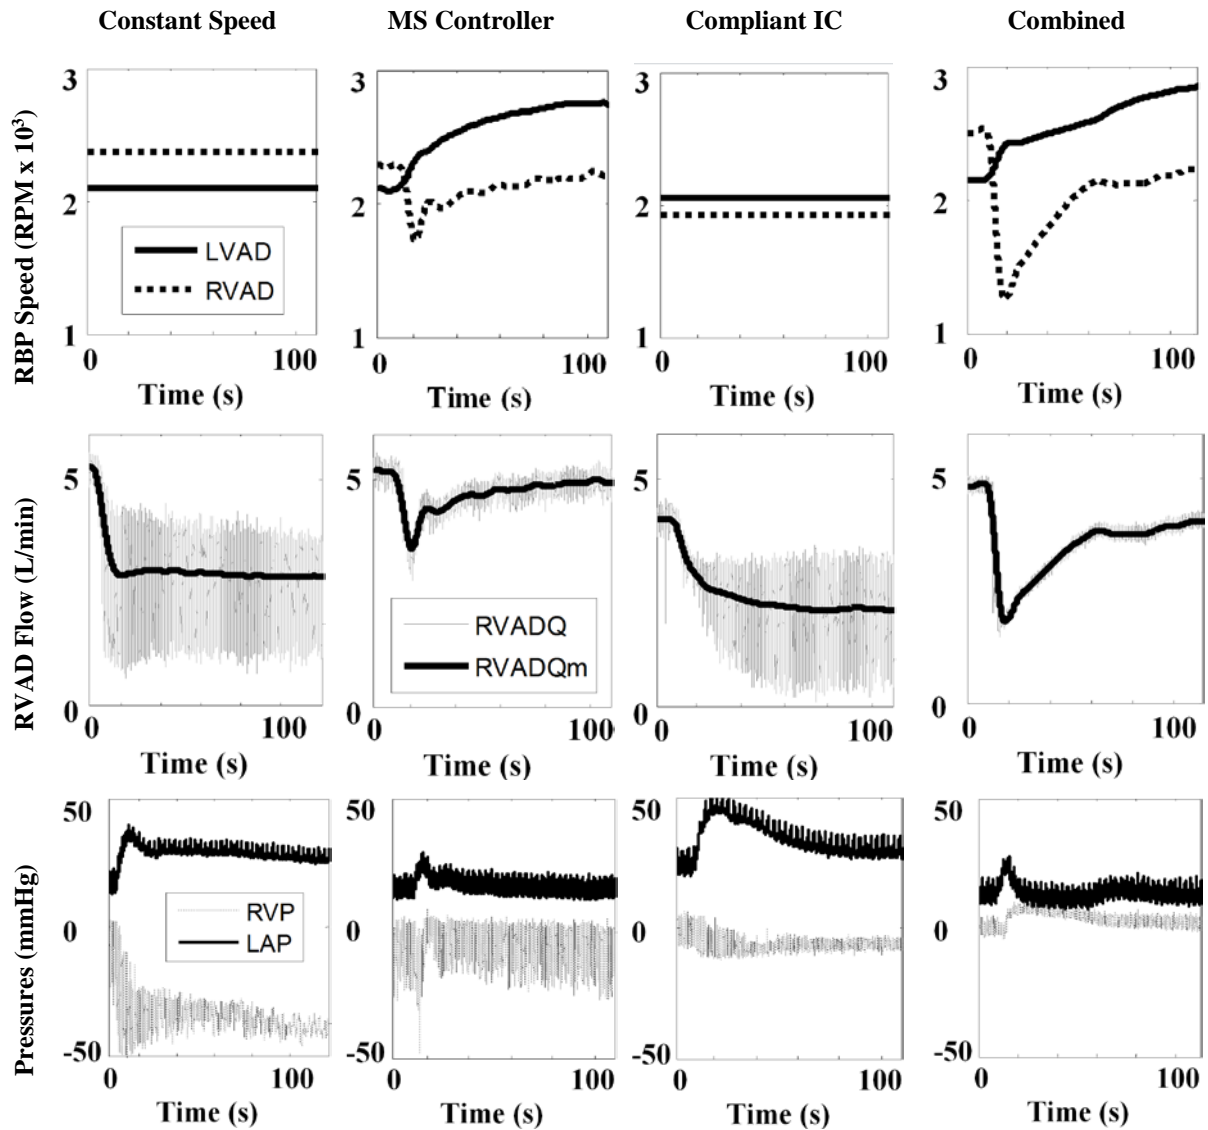 Constant Speed
MS Controller
Compliant IC
Combined
RBP Speed (RPM x 10³)
3
2
1
0
100
Time (s)
LVAD
RVAD
3
2
1
0
100
Time (s)
3
2
1
0
100
Time (s)
3
2
1
0
100
Time (s)
RVAD Flow (L/min)
5
0
0
100
Time (s)
5
0
0
100
Time (s)
RVADQ
RVADQm
5
0
0
100
Time (s)
5
0
0
100
Time (s)
Pressures (mmHg)
50
0
-50
0
100
Time (s)
RVP
LAP
50
0
-50
0
100
Time (s)
50
0
-50
0
100
Time (s)
50
0
-50
0
100
Time (s)